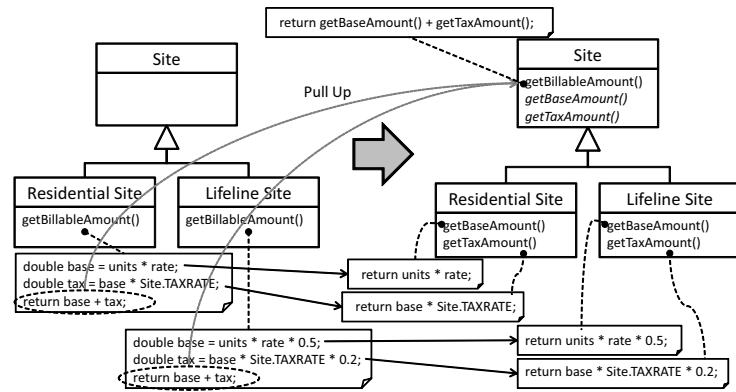 return getBaseAmount() + getTaxAmount();
Site
Pull Up
Residential Site
getBillableAmount()
Lifeline Site
getBillableAmount()
double base = units * rate;
double tax = base * Site.TAXRATE;
return base + tax;
double base = units * rate * 0.5;
double tax = base * Site.TAXRATE * 0.2;
return base + tax;
Site
getBillableAmount()
getBaseAmount()
getTaxAmount()
Residential Site
getBaseAmount()
getTaxAmount()
Lifeline Site
getBaseAmount()
getTaxAmount()
return units * rate;
return base * Site.TAXRATE;
return units * rate * 0.5;
return base * Site.TAXRATE * 0.2;